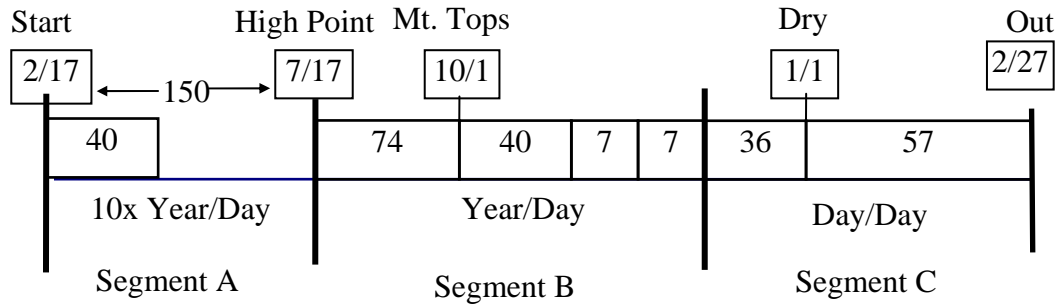 Start High Point Mt. Tops Dry Out
2/17 7/17 10/1 1/1 2/27
150
40 74 40 7 7 36 57
10x Year/Day Year/Day Day/Day
Segment A Segment B Segment C